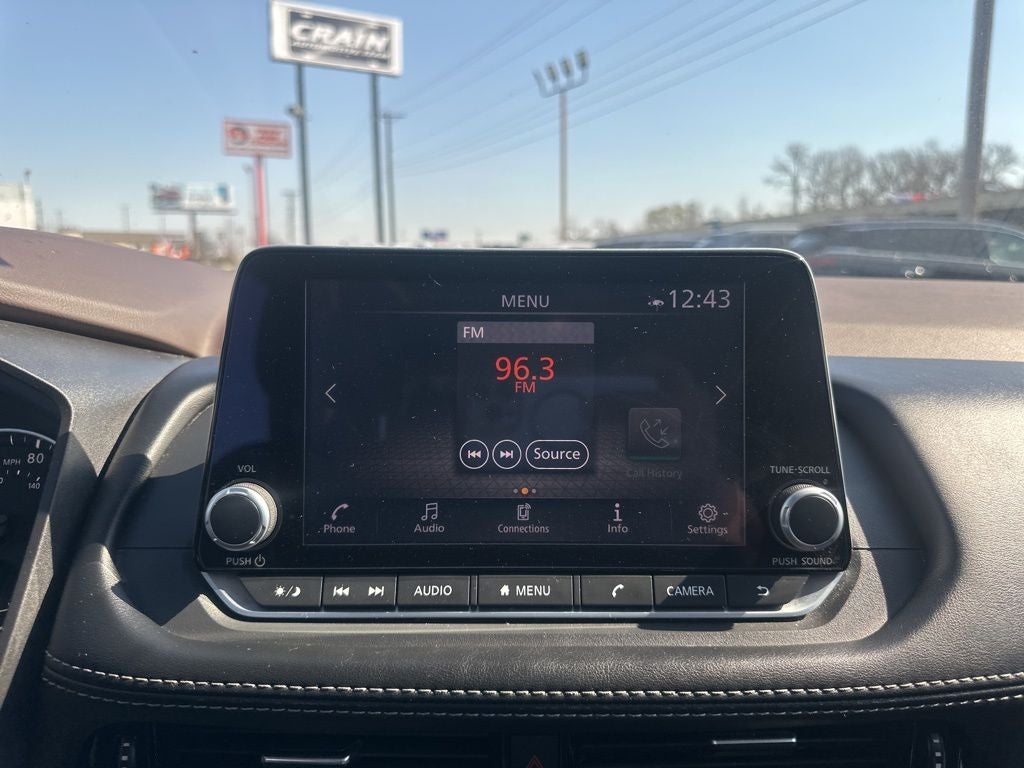 CRAIN
MENU
12:43
FM
96.3
FM
Source
Call History
VOL
TUNE-SCROLL
MPH 80
140
Phone
Audio
Connections
Info
Settings
PUSH
PUSH SOUND
AUDIO
MENU
CAMERA